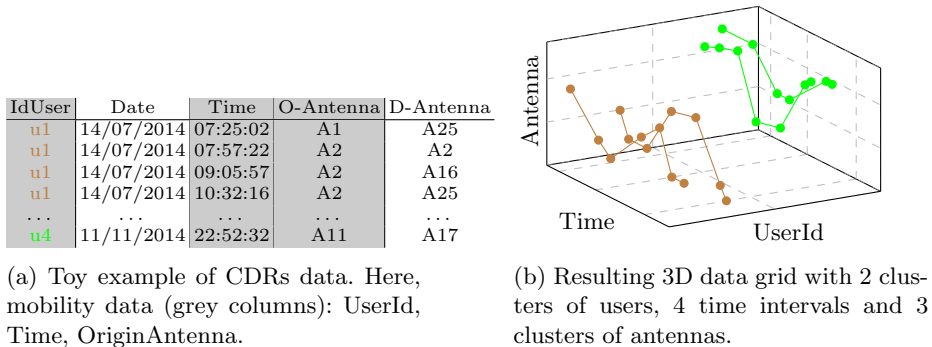 IdUser Date Time O-Antenna D-Antenna
u1 14/07/2014 07:25:02 A1 A25
u1 14/07/2014 07:57:22 A2 A2
u1 14/07/2014 09:05:57 A2 A16
u1 14/07/2014 10:32:16 A2 A25
... ... ... ... ...
u4 11/11/2014 22:52:32 A11 A17
(a) Toy example of CDRs data. Here,
mobility data (grey columns): UserId,
Time, OriginAntenna.
Antenna
Time
UserId
(b) Resulting 3D data grid with 2 clus-
ters of users, 4 time intervals and 3
clusters of antennas.